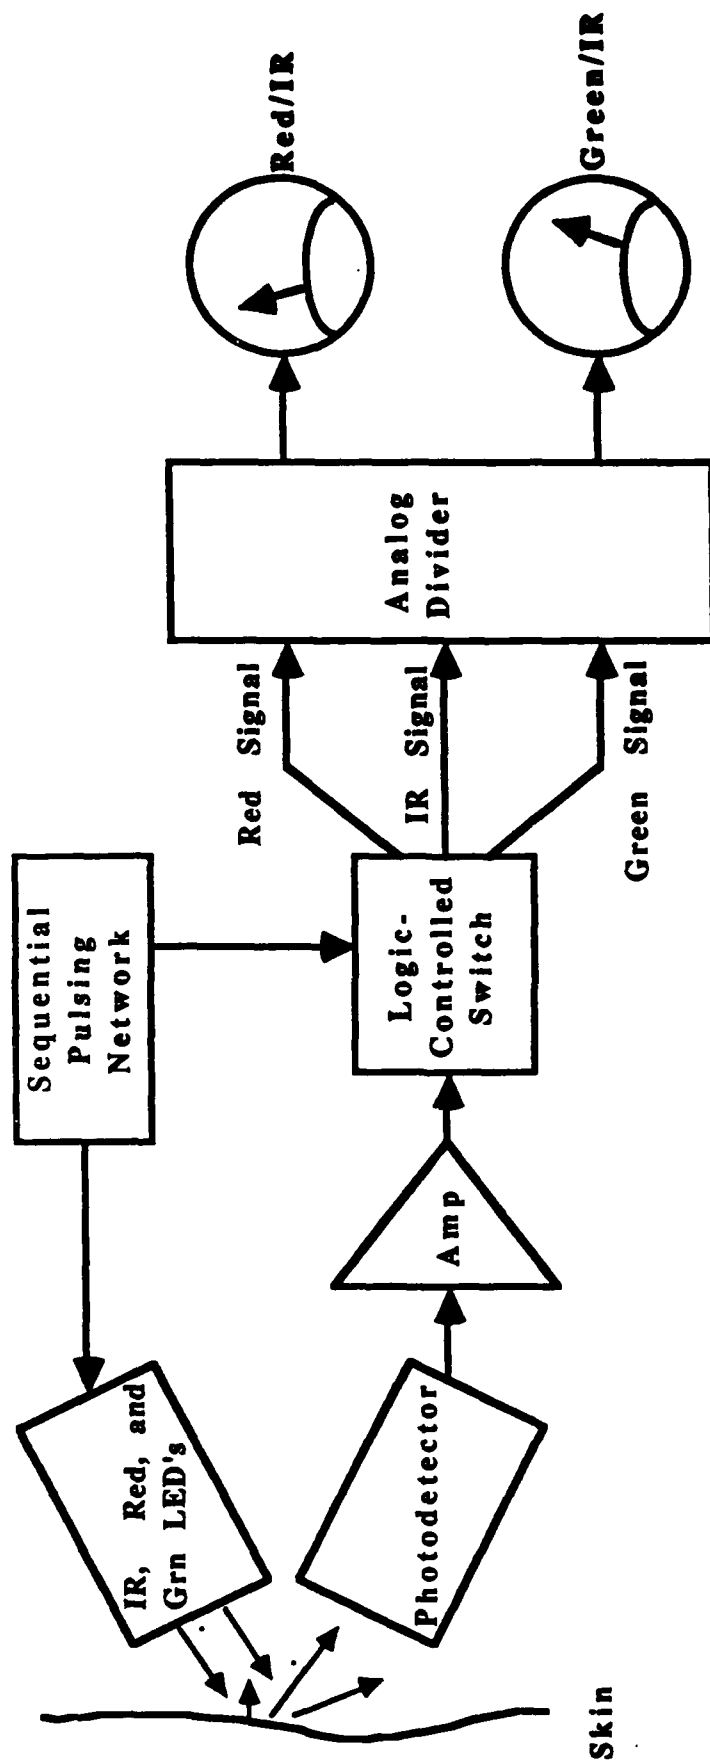 Sequential
Pulsing
Network
IR, Red, and
Grn LED's
Photodetector
Amp
Logic-
Controlled
Switch
Red Signal
IR Signal
Green Signal
Analog
Divider
Red/IR
Green/IR
Skin